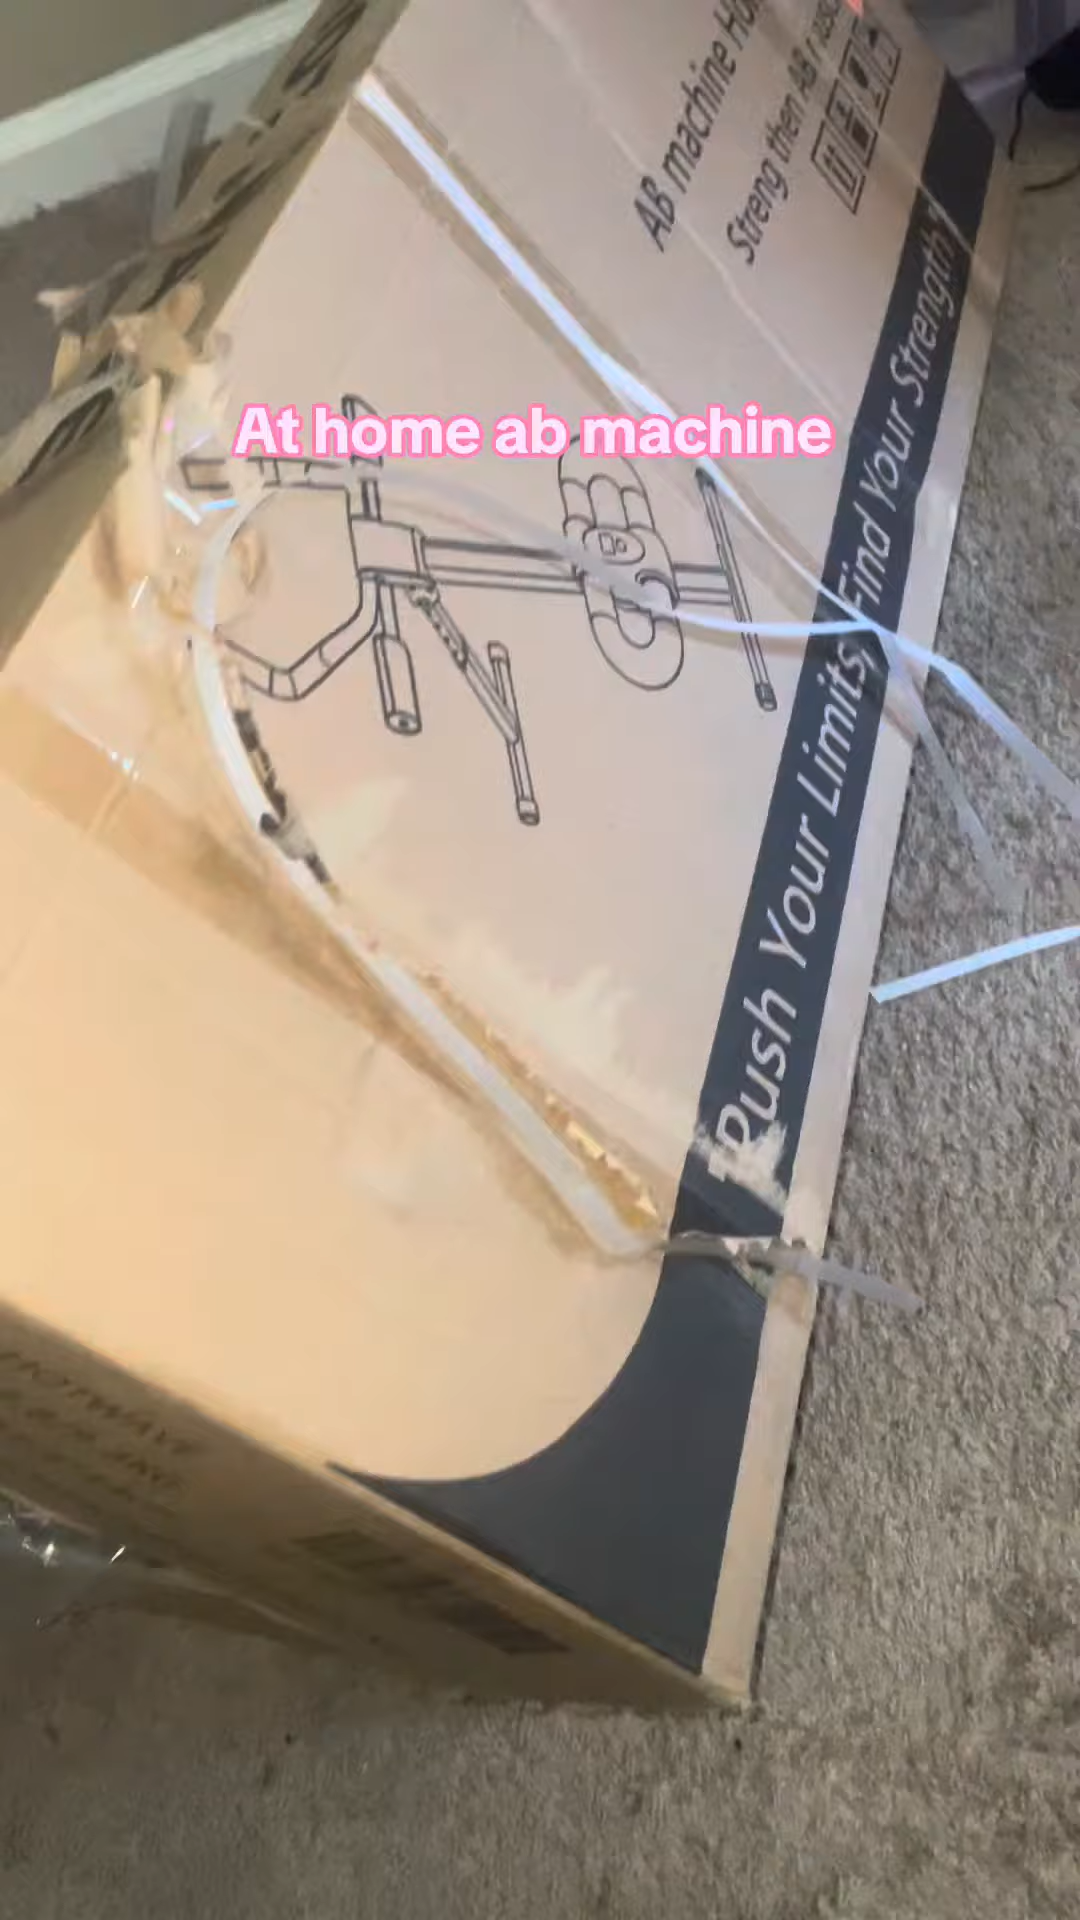 At home ab machine
AB machine
Streng then AB
Push Your Limits, Find Your Strength